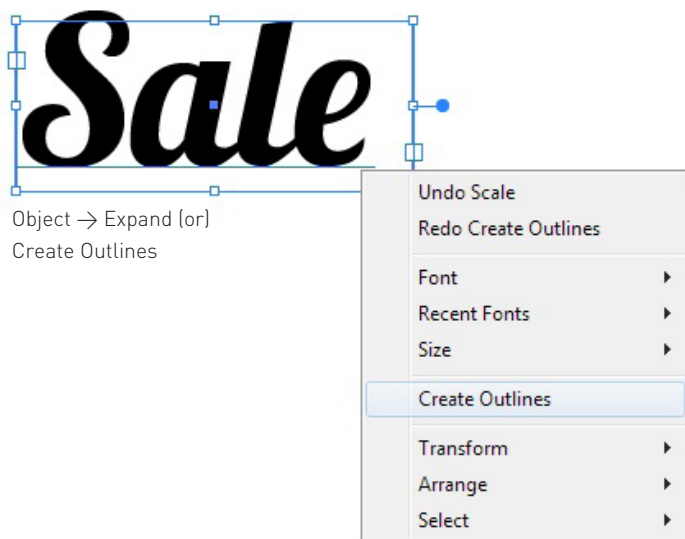 Sale
Object → Expand (or)
Create Outlines
Undo Scale
Redo Create Outlines
Font
Recent Fonts
Size
Create Outlines
Transform
Arrange
Select